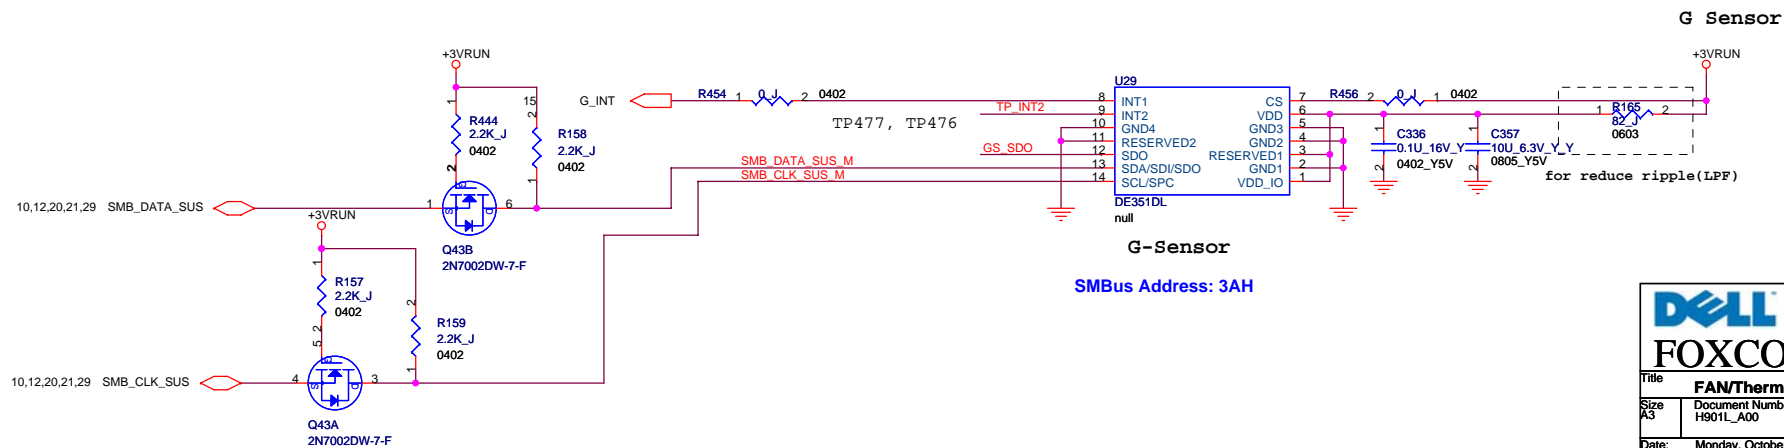 G Sensor
+3VRUN
+3VRUN
G_INT
R454 1 0_J 2 0402
TP_INT2
TP477, TP476
GS_SDO
SMB_DATA_SUS_M
SMB_CLK_SUS_M
U29
8 INT1 CS 7
9 INT2 VDD 6
10 GND4 GND3 5
11 RESERVED2 GND2 4
12 SDO RESERVED1 3
13 SDA/SDI/SDO GND1 2
14 SCL/SPC VDD_IO 1
DE351DL
null
G-Sensor
SMBus Address: 3AH
R456 2 0_J 1 0402
1 R165 2
82_J
0603
1 C336 2
0.1U_16V_Y
0402_Y5V
1 C357 2
10U_6.3V_Y_Y
0805_Y5V
for reduce ripple(LPF)
1 R444 2
2.2K_J
0402
15
2 R158 1
2.2K_J
0402
10,12,20,21,29 SMB_DATA_SUS
1 S G D 6
Q43B
2N7002DW-7-F
+3VRUN
1 R157 2
2.2K_J
0402
5
2 R159 1
2.2K_J
0402
10,12,20,21,29 SMB_CLK_SUS
4 S G D 3
Q43A
2N7002DW-7-F
DELL
FOXCO
Title
FAN/Therm
Size
A3
Document Numb
H901L_A00
Date:
Monday, Octobe